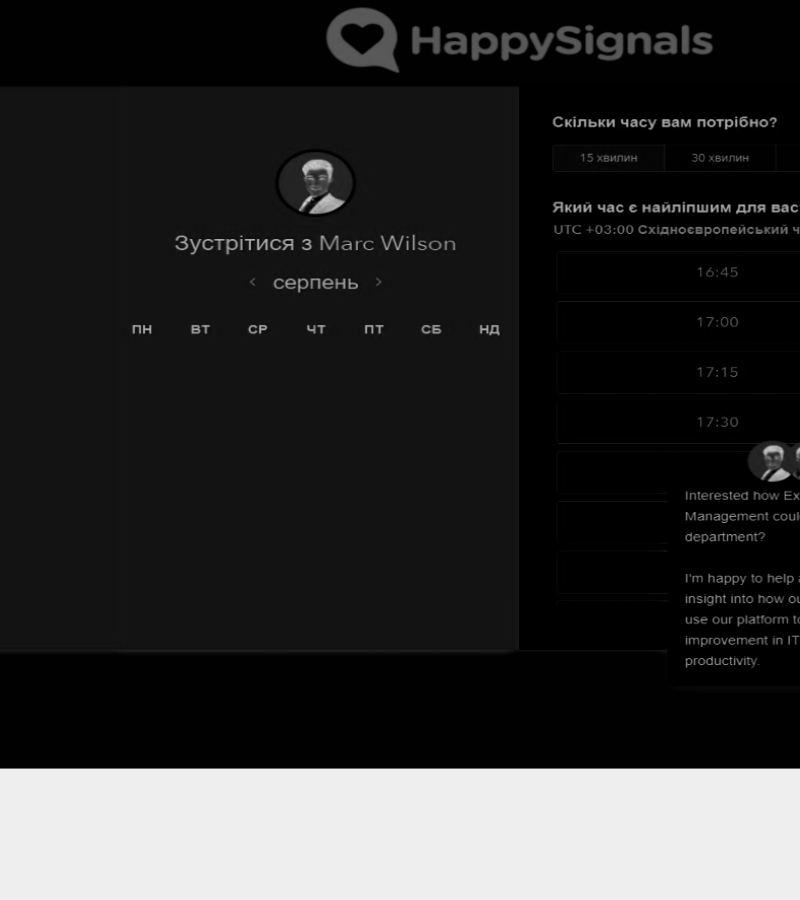 HappySignals
Зустрітися з Marc Wilson
серпень
ПН ВТ СР ЧТ ПТ СБ НД
Скільки часу вам потрібно?
15 хвилин 30 хвилин
Який час є найліпшим для вас
UTC +03:00 Східноєвропейський ч
16:45
17:00
17:15
17:30
Interested how Ex
Management coul
department?
I'm happy to help a
insight into how ou
use our platform to
improvement in IT
productivity.